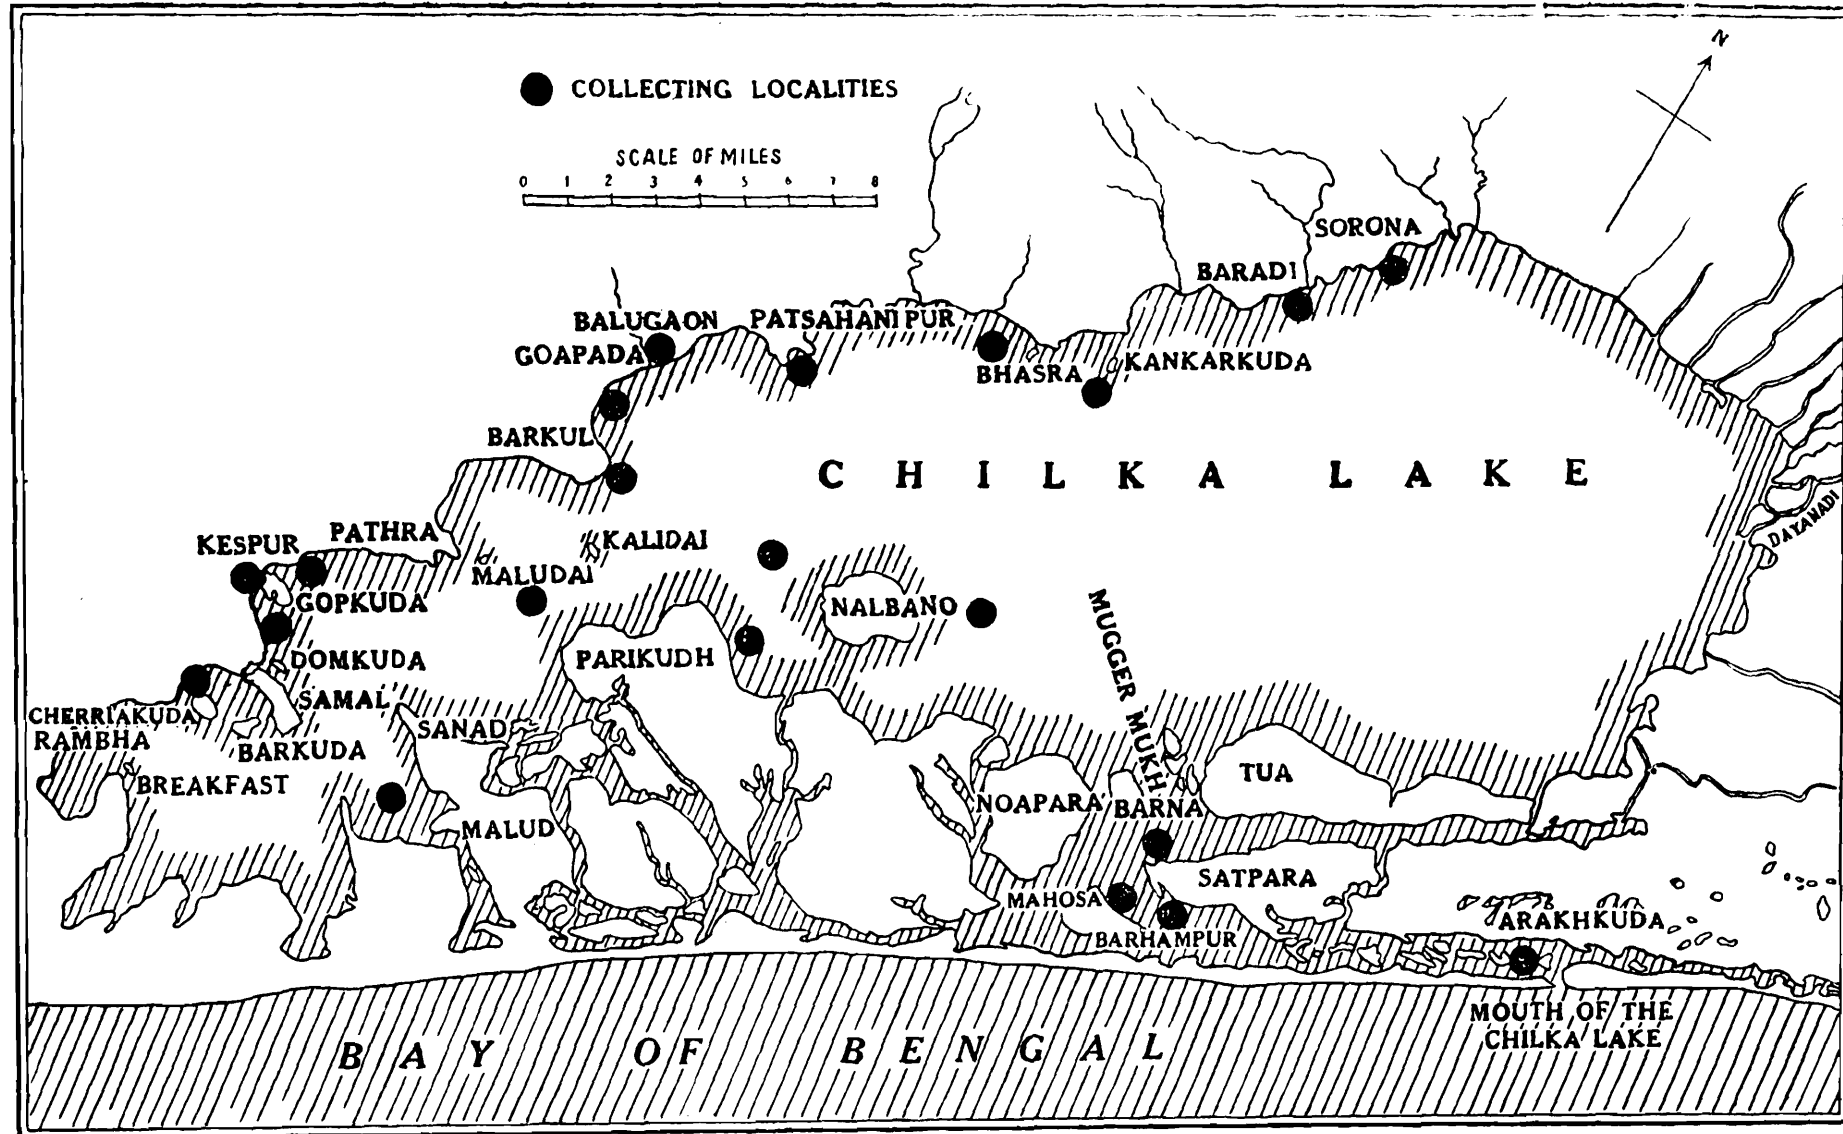 N
COLLECTING LOCALITIES
SCALE OF MILES
0 1 2 3 4 5 6 7 8
SORONA
BARADI
BALUGAON
PATSAHANIPUR
GOAPADA
BHASRA
KANKARKUDA
BARKUL
CHILKA LAKE
DAYANADI
PATHRA
KESPUR
KALIDAI
MALUDAI
GOPKUDA
NALBANO
MUGGER MUKH
PARIKUDH
DOMKUDA
SAMAL
CHERRIAKUDA
RAMBHA
SANAD
BARKUDA
BREAKFAST
TUA
NOAPARA
BARNA
MALUD
SATPARA
MAHOSA
BARHAMPUR
ARAKHKUDA
MOUTH OF THE
CHILKA LAKE
BAY OF BENGAL